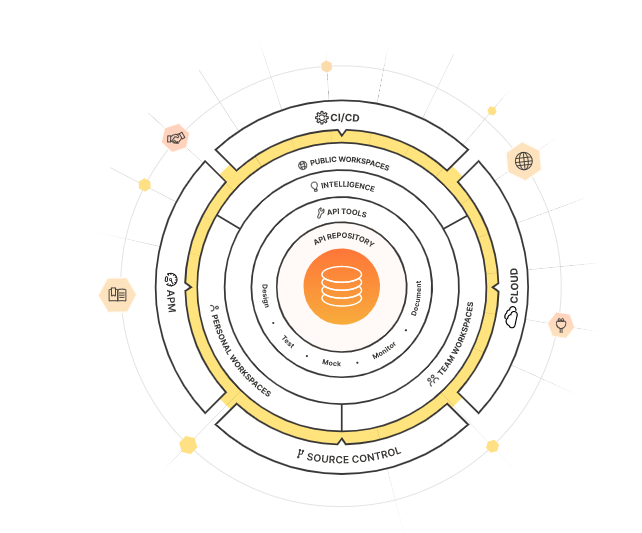 CI/CD
PUBLIC WORKSPACES
INTELLIGENCE
API TOOLS
API REPOSITORY
APM
CLOUD
Design • Test • Mock • Monitor • Document
PERSONAL WORKSPACES
TEAM WORKSPACES
SOURCE CONTROL